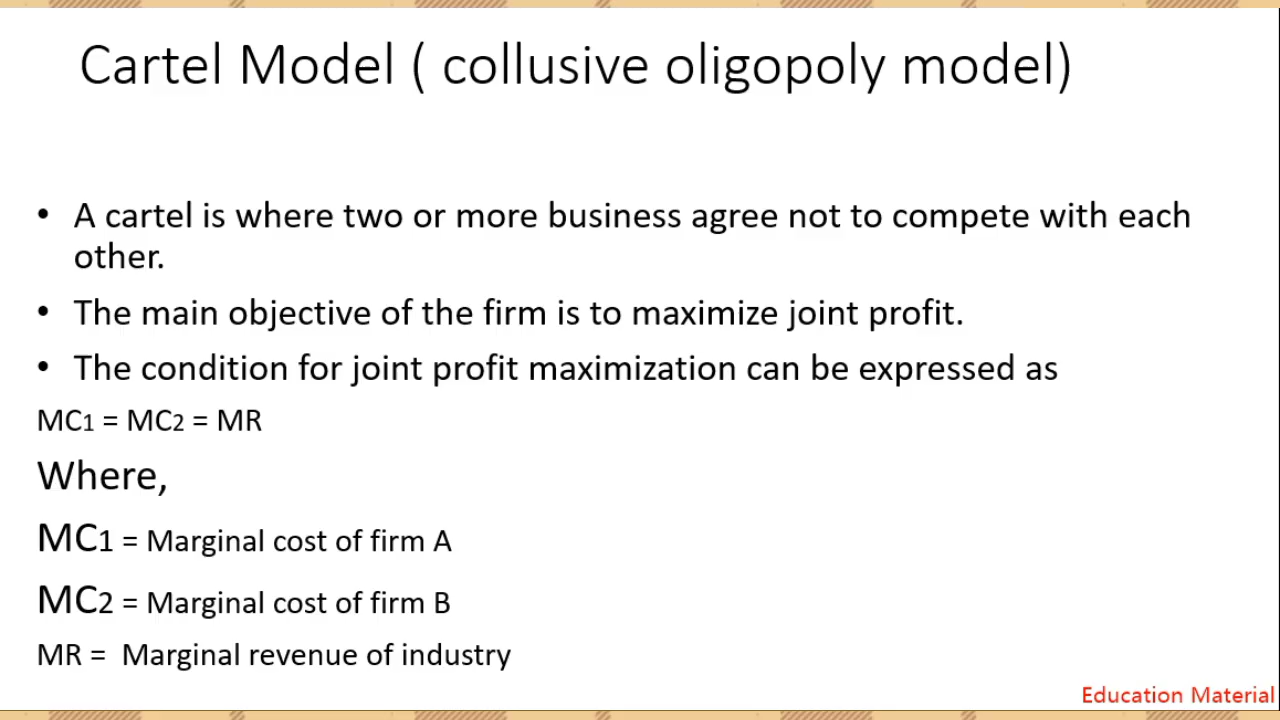 Cartel Model ( collusive oligopoly model)
• A cartel is where two or more business agree not to compete with each
other.
• The main objective of the firm is to maximize joint profit.
• The condition for joint profit maximization can be expressed as
MC1 = MC2 = MR
Where,
MC1 = Marginal cost of firm A
MC2 = Marginal cost of firm B
MR = Marginal revenue of industry
Education Material